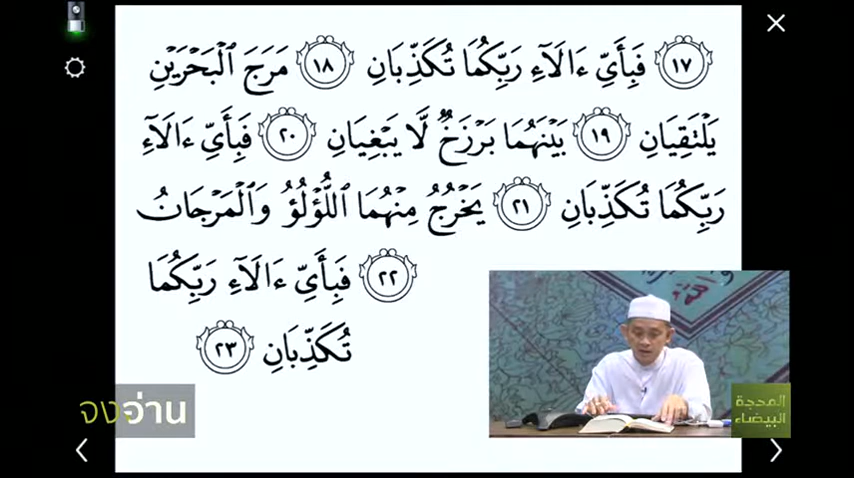 ۝١٧ فَبِأَيِّ ءَالَآءِ رَبِّكُمَا تُكَذِّبَانِ ۝١٨ مَرَجَ ٱلْبَحْرَيْنِ
يَلْتَقِيَانِ ۝١٩ بَيْنَهُمَا بَرْزَخٌ لَّا يَبْغِيَانِ ۝٢٠ فَبِأَيِّ ءَالَآءِ
رَبِّكُمَا تُكَذِّبَانِ ۝٢١ يَخْرُجُ مِنْهُمَا ٱللُّؤْلُؤُ وَٱلْمَرْجَانُ
۝٢٢ فَبِأَيِّ ءَالَآءِ رَبِّكُمَا
تُكَذِّبَانِ ۝٢٣
จงอ่าน
المحجة
البيضاء